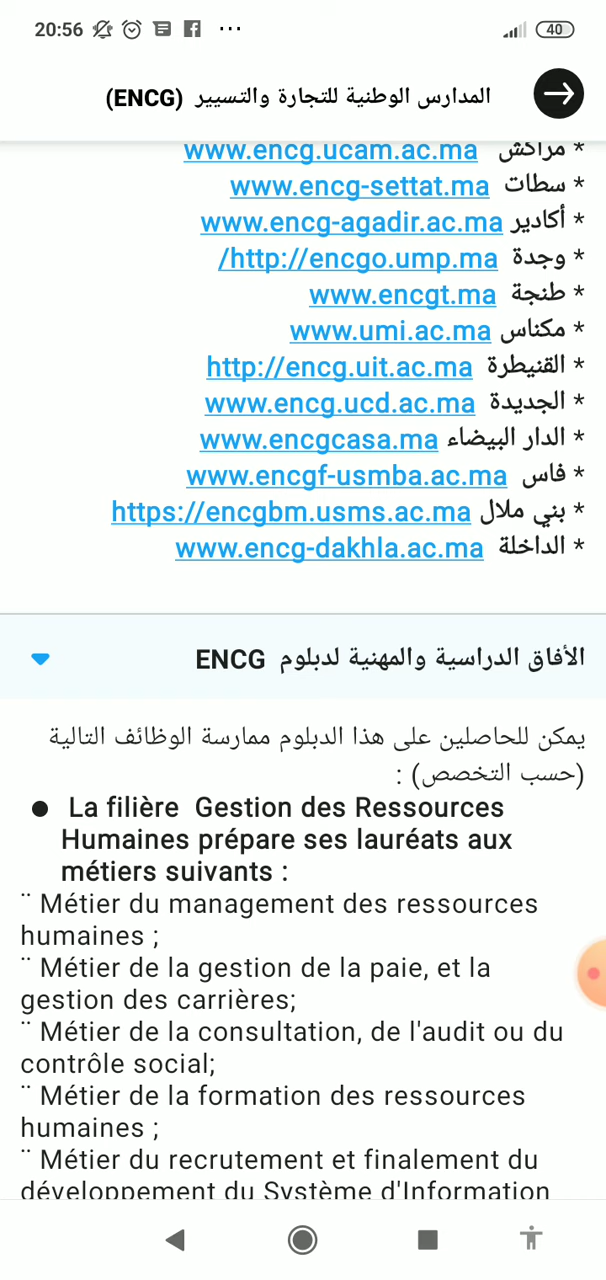 20:56
40
المدارس الوطنية للتجارة والتسيير (ENCG)
* مراكش www.encg.ucam.ac.ma
* سطات www.encg-settat.ma
* أكادير www.encg-agadir.ac.ma
* وجدة http://encgo.ump.ma/
* طنجة www.encgt.ma
* مكناس www.umi.ac.ma
* القنيطرة http://encg.uit.ac.ma
* الجديدة www.encg.ucd.ac.ma
* الدار البيضاء www.encgcasa.ma
* فاس www.encgf-usmba.ac.ma
* بني ملال https://encgbm.usms.ac.ma
* الداخلة www.encg-dakhla.ac.ma
الأفاق الدراسية والمهنية لدبلوم ENCG
يمكن للحاصلين على هذا الدبلوم ممارسة الوظائف التالية
(حسب التخصص) :
● La filière Gestion des Ressources
Humaines prépare ses lauréats aux
métiers suivants :
¨ Métier du management des ressources
humaines ;
¨ Métier de la gestion de la paie, et la
gestion des carrières;
¨ Métier de la consultation, de l'audit ou du
contrôle social;
¨ Métier de la formation des ressources
humaines ;
¨ Métier du recrutement et finalement du
développement du Système d'Information